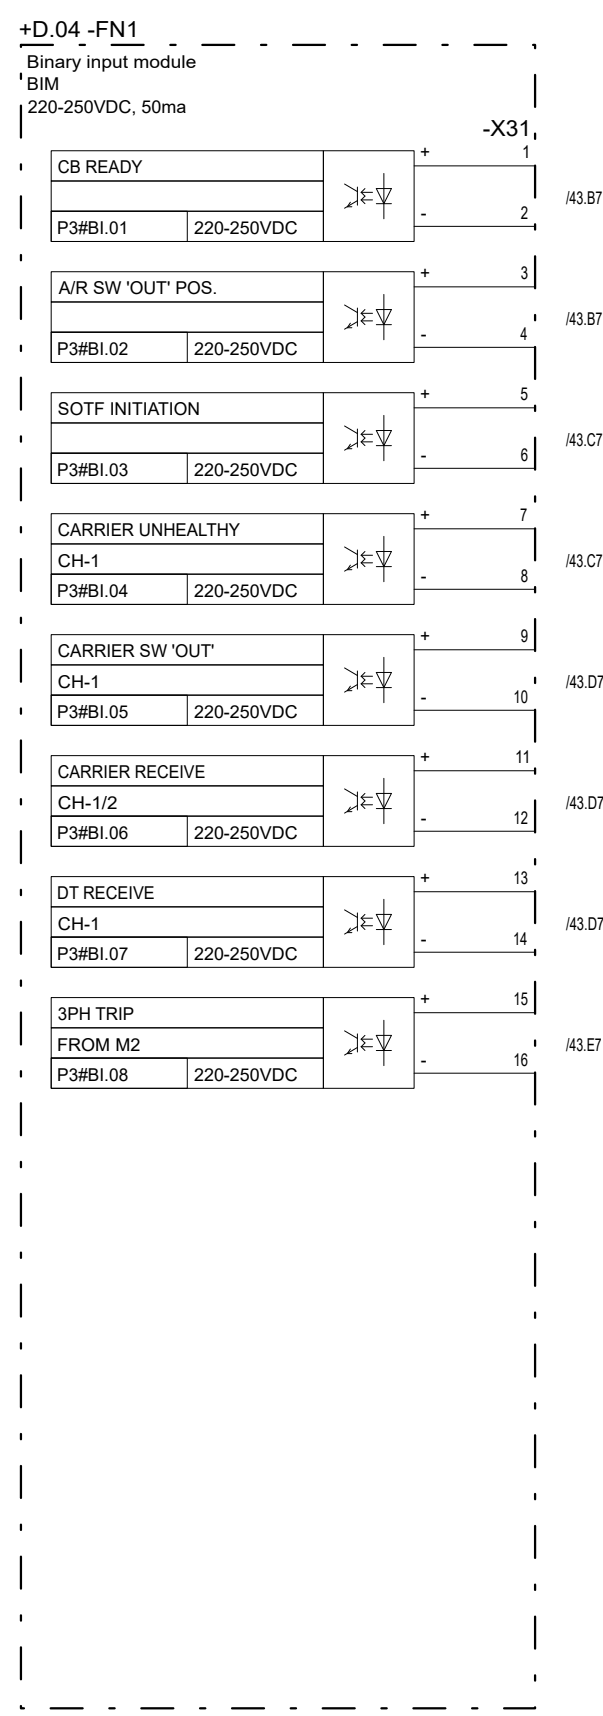 +D.04 -FN1
Binary input module
BIM
220-250VDC, 50ma
-X31
CB READY + 1
/43.B7
P3#BI.01 220-250VDC - 2
A/R SW 'OUT' POS. + 3
/43.B7
P3#BI.02 220-250VDC - 4
SOTF INITIATION + 5
/43.C7
P3#BI.03 220-250VDC - 6
CARRIER UNHEALTHY + 7
CH-1 /43.C7
P3#BI.04 220-250VDC - 8
CARRIER SW 'OUT' + 9
CH-1 /43.D7
P3#BI.05 220-250VDC - 10
CARRIER RECEIVE + 11
CH-1/2 /43.D7
P3#BI.06 220-250VDC - 12
DT RECEIVE + 13
CH-1 /43.D7
P3#BI.07 220-250VDC - 14
3PH TRIP + 15
FROM M2 /43.E7
P3#BI.08 220-250VDC - 16